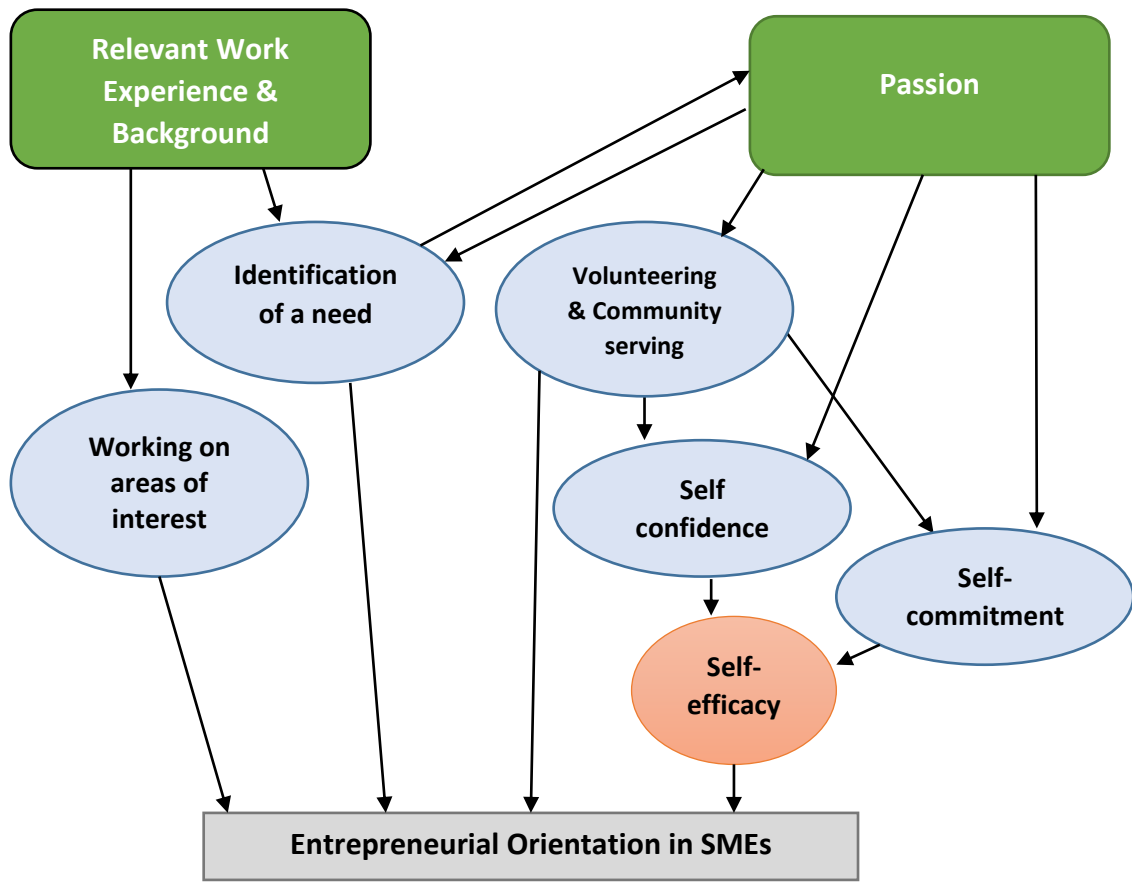 Relevant Work
Experience &
Background
Passion
Identification
of a need
Volunteering
& Community
serving
Working on
areas of
interest
Self
confidence
Self-
commitment
Self-
efficacy
Entrepreneurial Orientation in SMEs